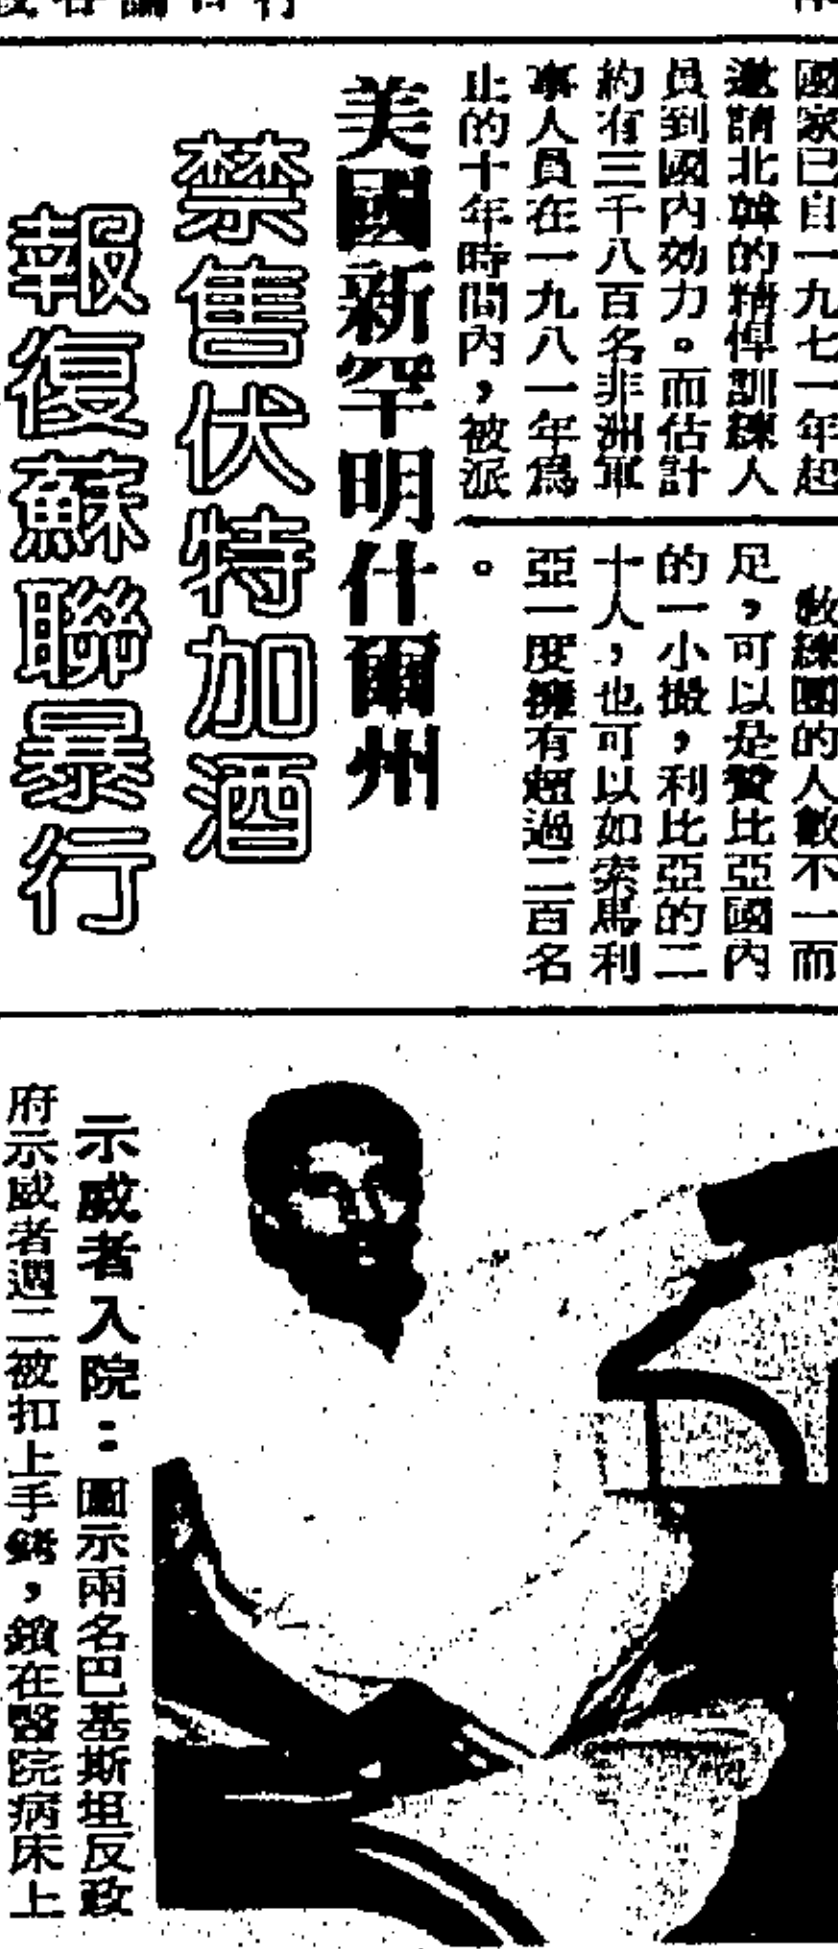 國家已自一九七一年起
邀請北韓的精悍訓練人
員到國內効力。而估計
約有三千八百名非洲軍
事人員在一九八一年爲
止的十年時間內,被派
教練團的人數不一而
足,可以是贊比亞國內
的一小撮,利比亞的二
十人,也可以如索馬利
亞一度擁有超過二百名
。
美國新罕明什爾州
禁售伏特加酒
報復蘇聯暴行
示威者入院:圖示兩名巴基斯坦反政
府示威者週二被扣上手銬,鎖在醫院病床上